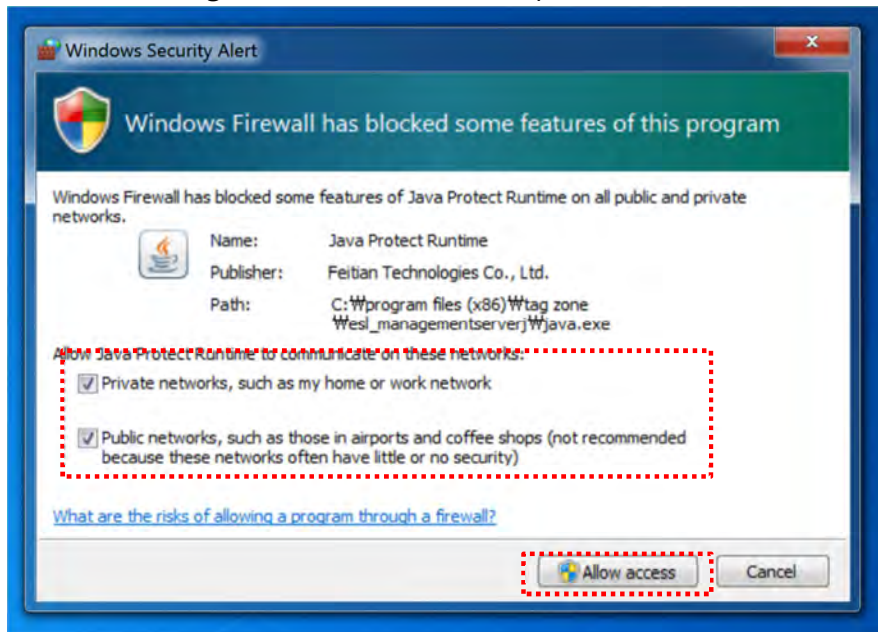 Windows Security Alert
x
Windows Firewall has blocked some features of this program
Windows Firewall has blocked some features of Java Protect Runtime on all public and private
networks.
Name: Java Protect Runtime
Publisher: Feitian Technologies Co., Ltd.
Path: C:₩program files (x86)₩tag zone
₩esl_managementserverj₩java.exe
Allow Java Protect Runtime to communicate on these networks:
Private networks, such as my home or work network
Public networks, such as those in airports and coffee shops (not recommended
because these networks often have little or no security)
What are the risks of allowing a program through a firewall?
Allow access
Cancel